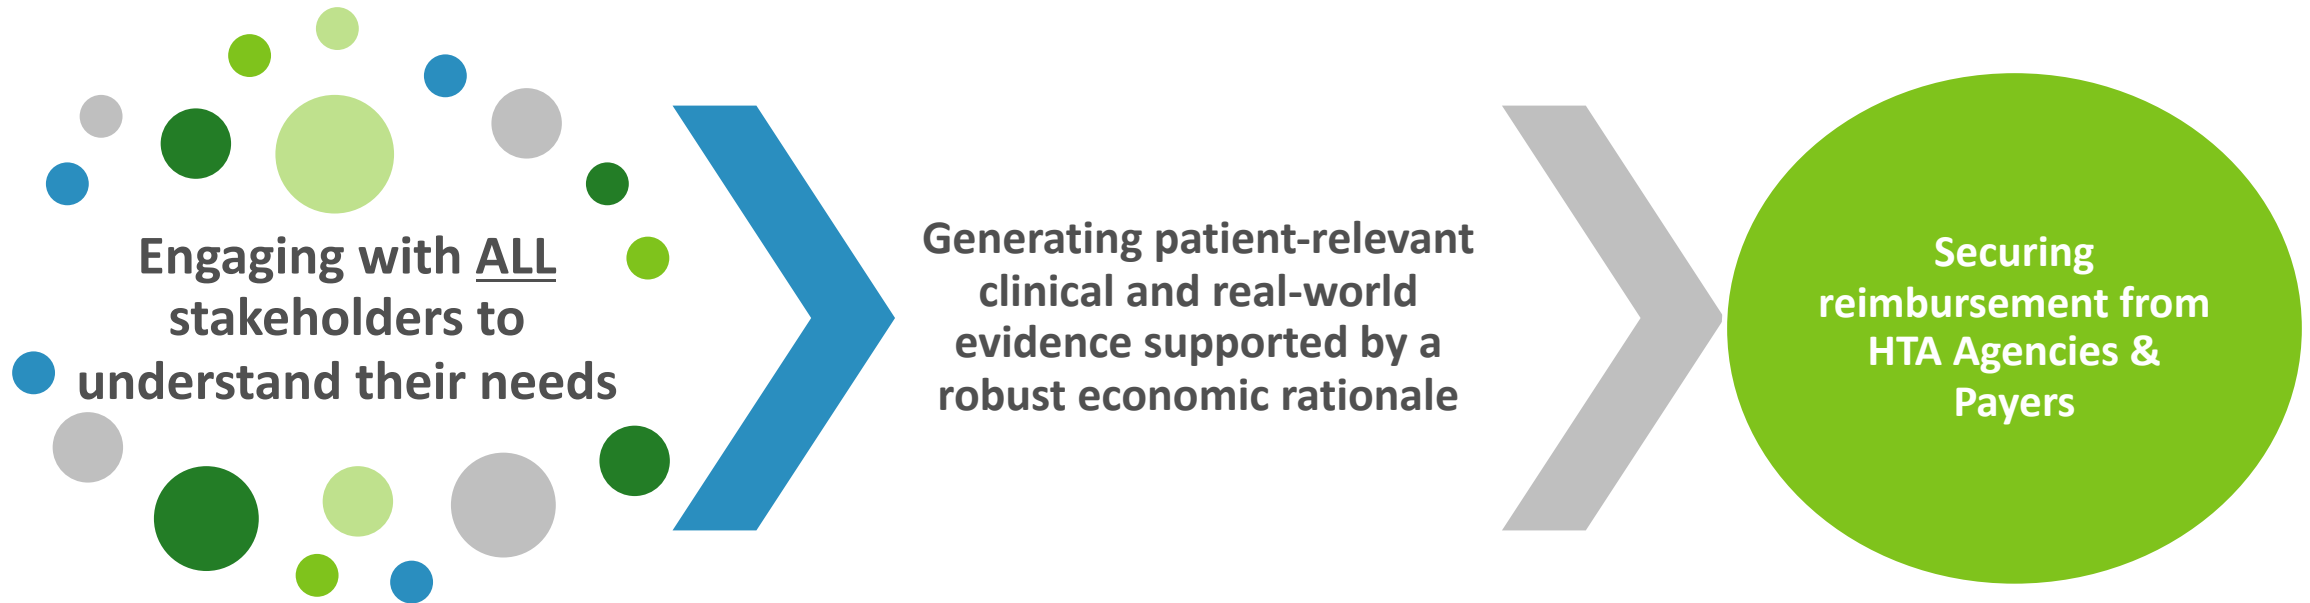 Engaging with ALL
stakeholders to
understand their needs
Generating patient-relevant
clinical and real-world
evidence supported by a
robust economic rationale
Securing
reimbursement from
HTA Agencies &
Payers